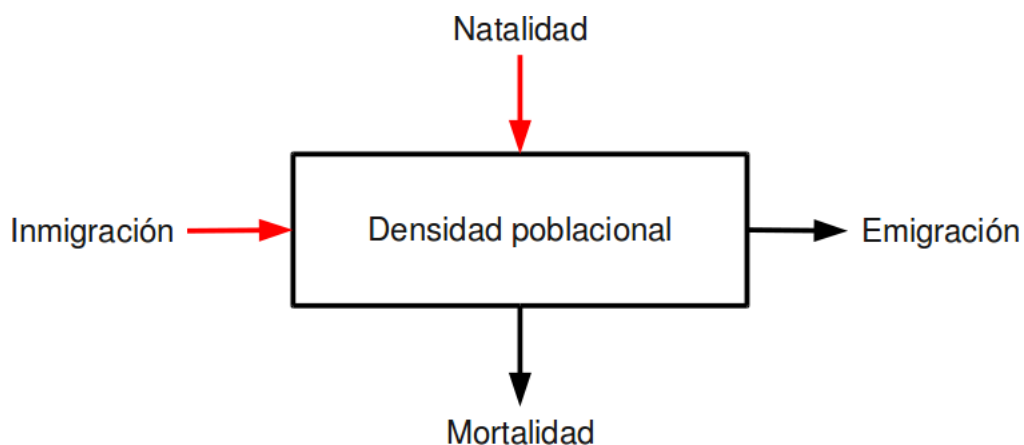 Natalidad
Inmigración
Densidad poblacional
Emigración
Mortalidad